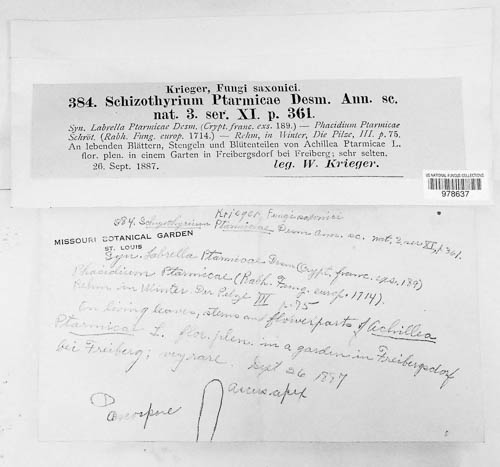 Krieger, Fungi saxonici.
384. Schizothyrium Ptarmicae Desm. Ann. sc.
nat. 3. ser. XI. p. 361.
Syn. Labrella Ptarmicae Desm. (Crypt. franc. exs. 189.) — Phacidium Ptarmicae
Schröt. (Rabh. Fung. europ. 1714.) — Rehm, in Winter, Die Pilze, III. p. 75.
An lebenden Blättern, Stengeln und Blütenteilen von Achillea Ptarmicae L.
flor. plen. in einem Garten in Freibergsdorf bei Freiberg; sehr selten.
26. Sept. 1887. leg. W. Krieger.
US NATIONAL FUNGUS COLLECTIONS
978637
Krieger, Fungi saxonici
384. Schizothyrium Ptarmicae Desm. Ann. sc. nat. 3. ser XI, p. 361.
MISSOURI BOTANICAL GARDEN
ST. LOUIS
Syn. Labrella Ptarmicae Desm (Crypt. franc. exs. 189)
Phacidium Ptarmicae (Rabh. Fung. europ. 1714).
Rehm in Winter Der Pelze III p. 75
On living leaves, stems and flower parts of Achillea
Ptarmicae L. flor. plen. in a garden in Freibergsdorf
bei Freiberg; very rare. Sept 26 1887
ascus apex